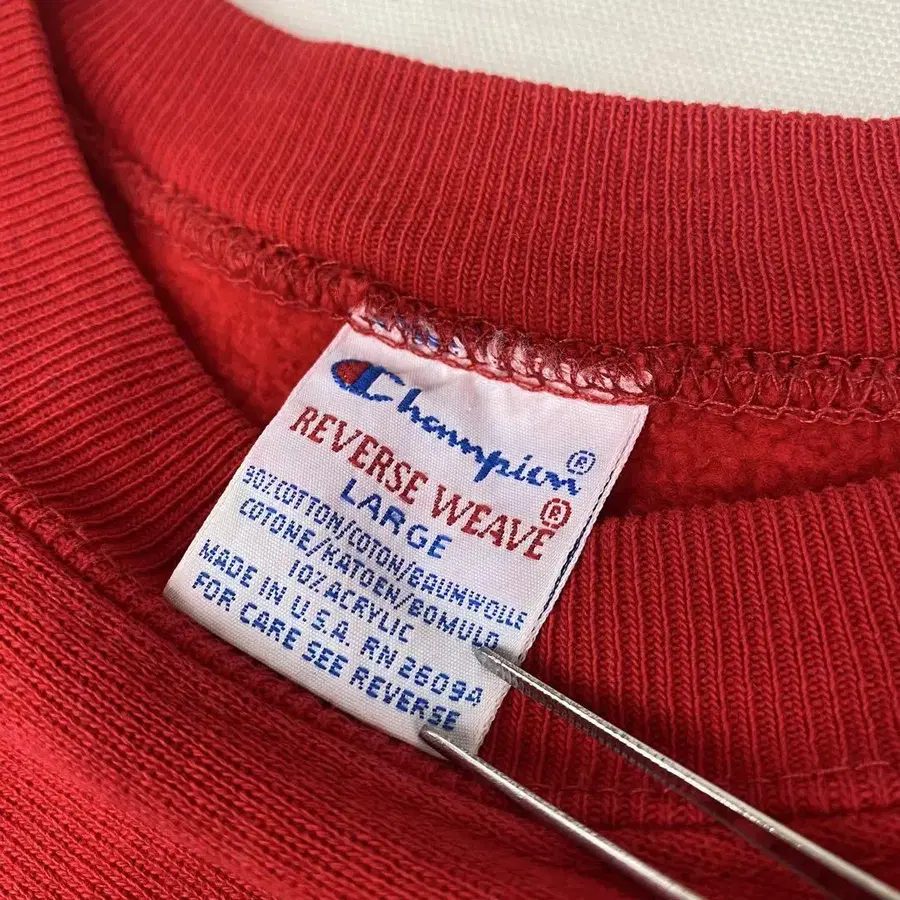 Champion®
REVERSE WEAVE®
LARGE
90%COTTON/COTON/BAUMWOLLE
COTONE/KATOEN/BOMULD
10% ACRYLIC
MADE IN U.S.A. RN 26094
FOR CARE SEE REVERSE